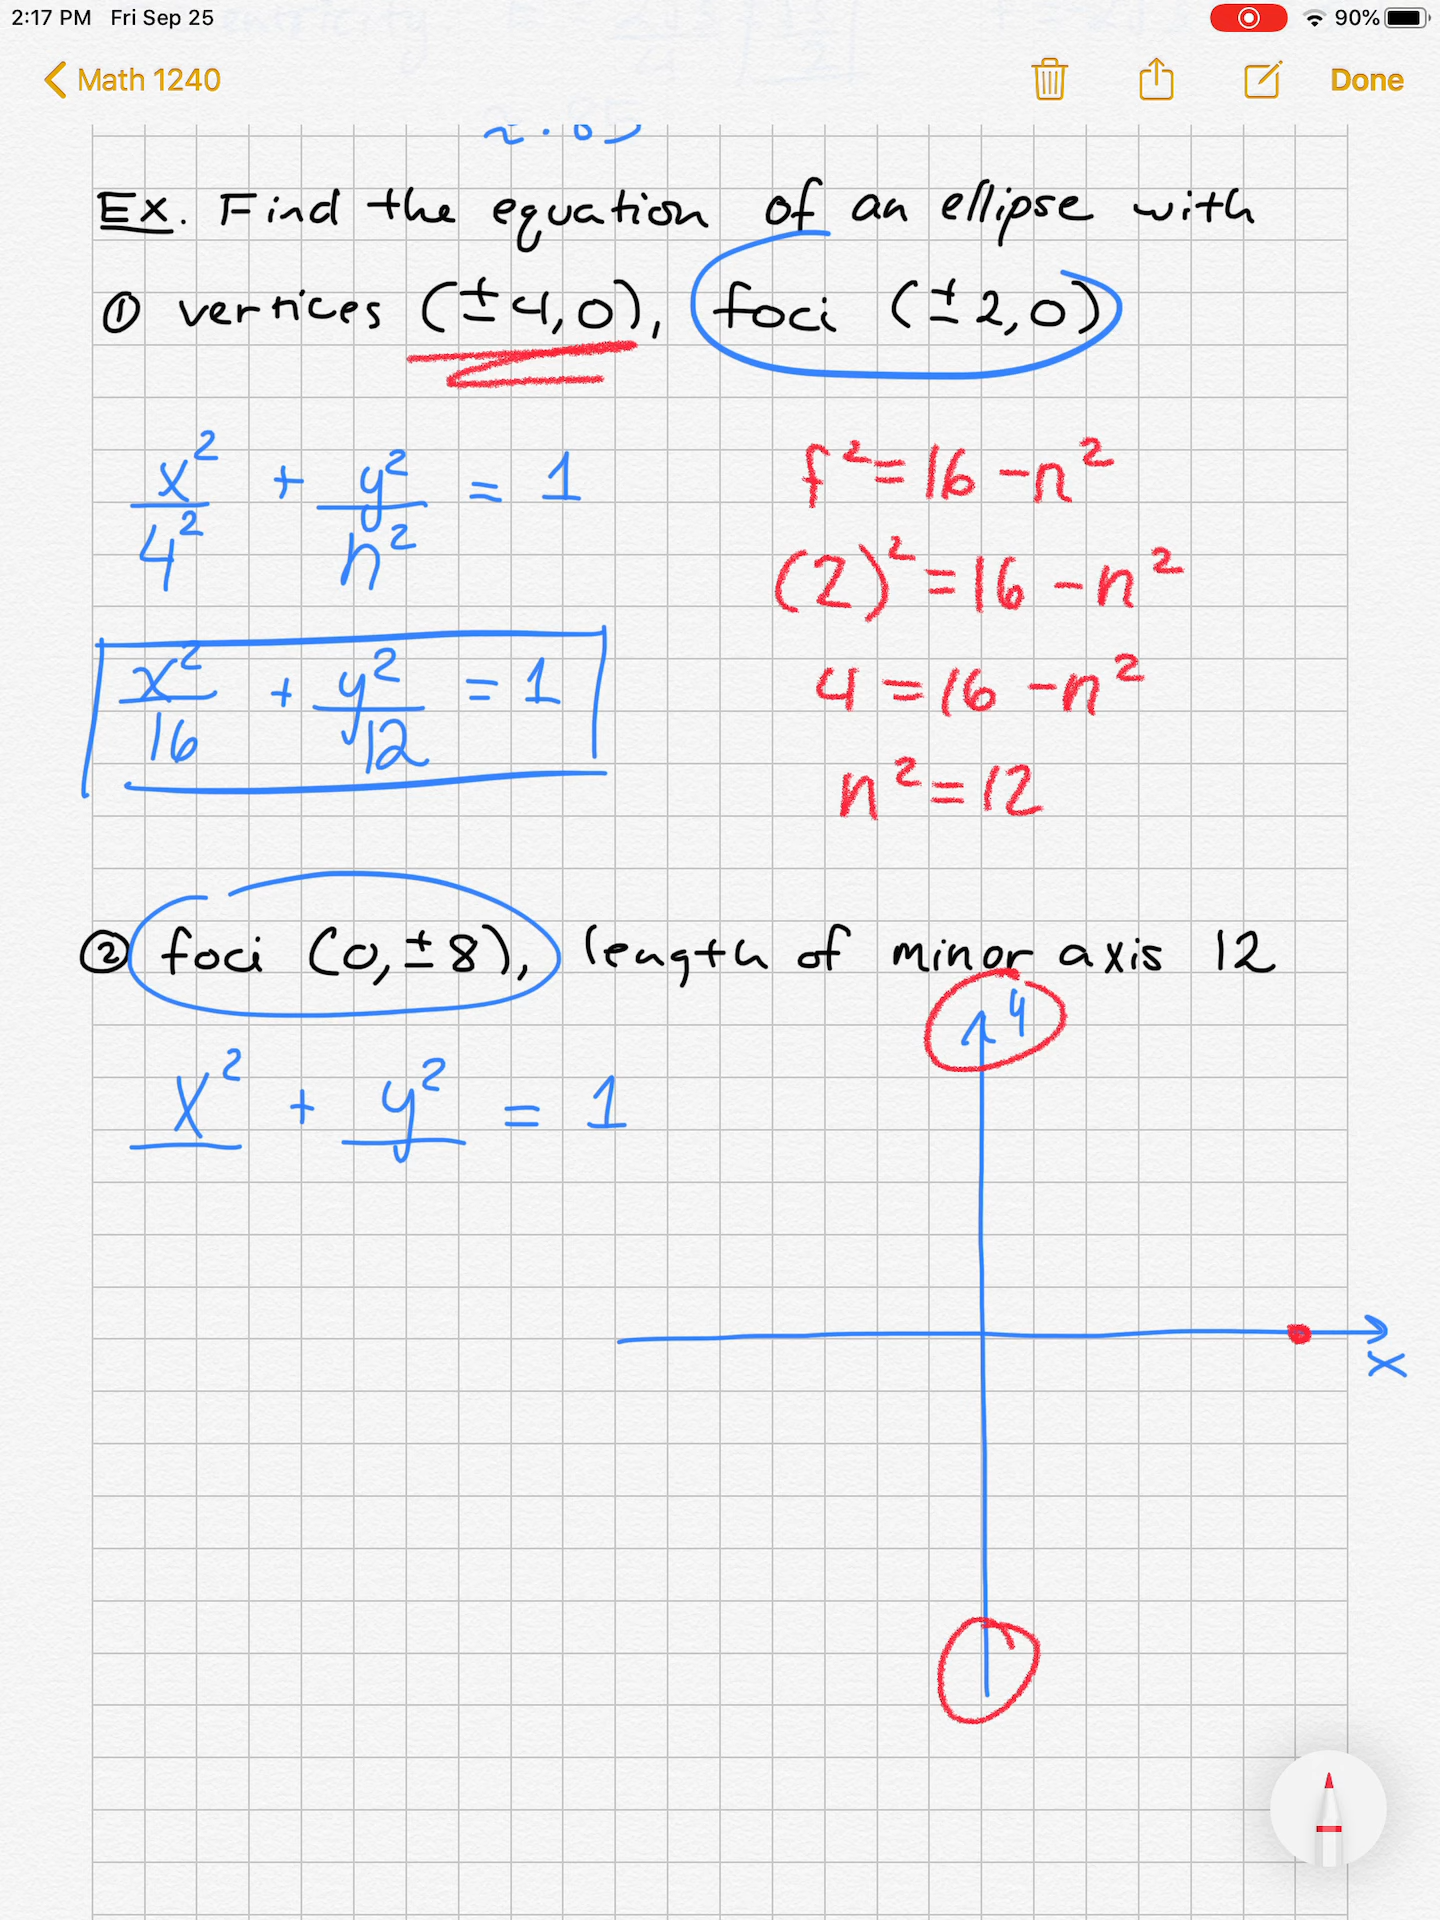 2:17 PM Fri Sep 25 90%
Math 1240 Done
Ex. Find the equation of an ellipse with
① vertices (±4,0), foci (±2,0)
x²/4² + y²/n² = 1
f² = 16 - n²
(2)² = 16 - n²
x²/16 + y²/12 = 1
4 = 16 - n²
n² = 12
② foci (0,±8), length of minor axis 12
y
x² + y² = 1
x